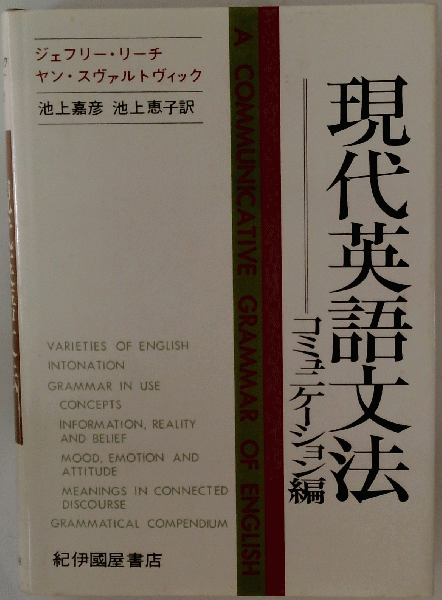 ジェフリー・リーチ
ヤン・スヴァルトヴィック
池上嘉彦 池上恵子訳
A COMMUNICATIVE GRAMMAR OF ENGLISH
現代英語文法
コミュニケーション編
VARIETIES OF ENGLISH
INTONATION
GRAMMAR IN USE
CONCEPTS
INFORMATION, REALITY
AND BELIEF
MOOD, EMOTION AND
ATTITUDE
MEANINGS IN CONNECTED
DISCOURSE
GRAMMATICAL COMPENDIUM
紀伊國屋書店